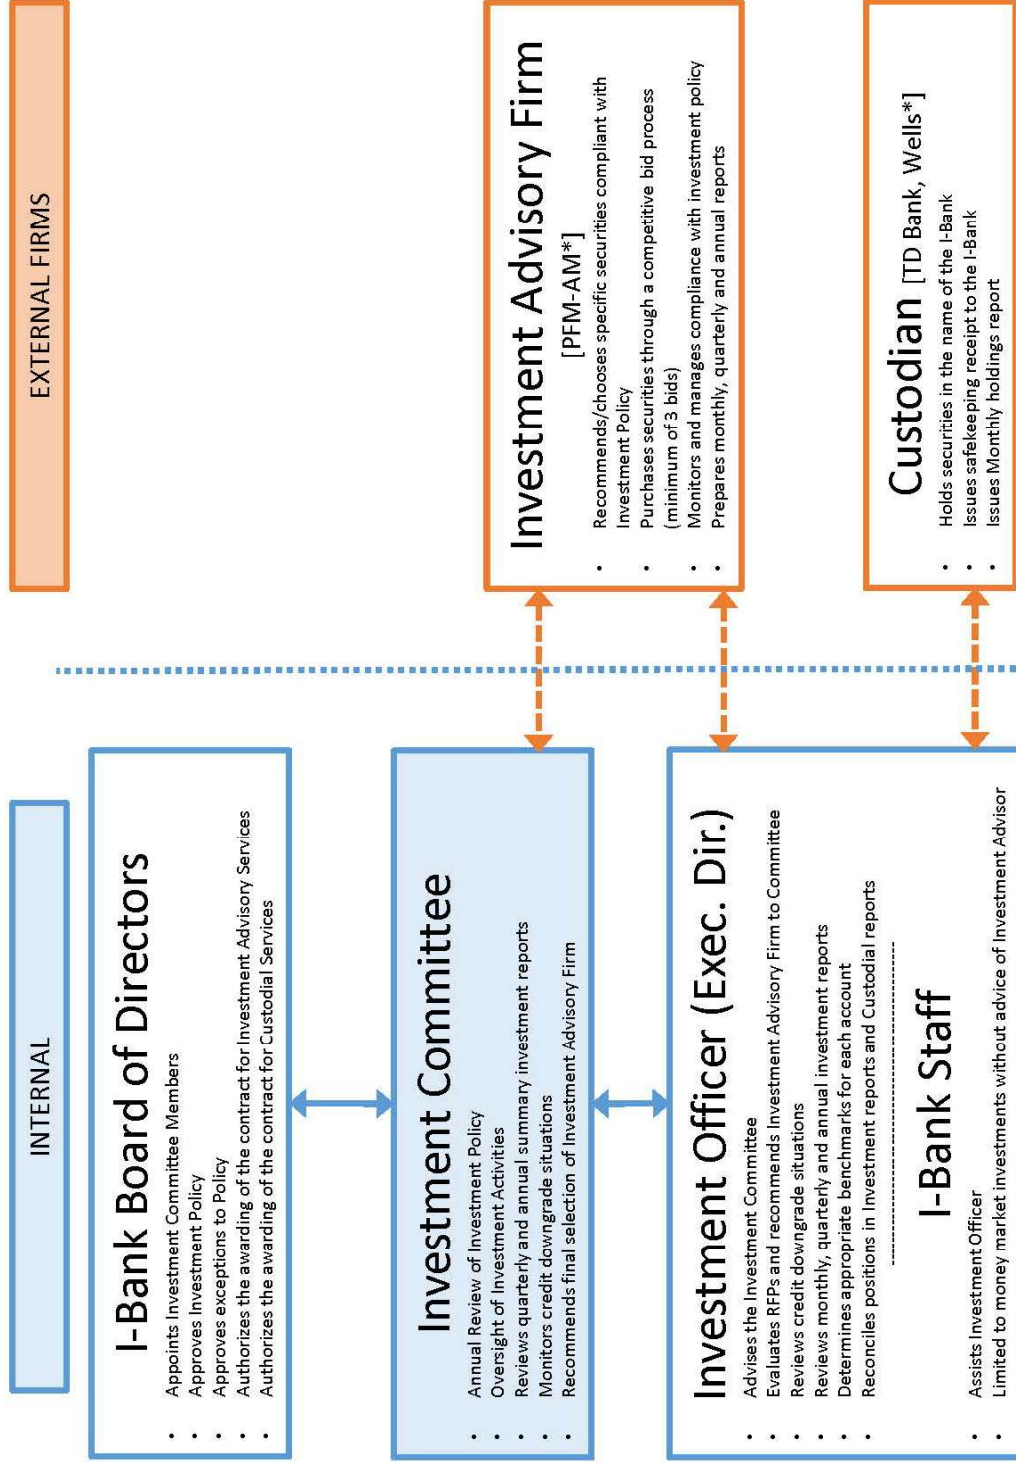 INTERNAL
EXTERNAL FIRMS
I-Bank Board of Directors
• Appoints Investment Committee Members
• Approves Investment Policy
• Approves exceptions to Policy
• Authorizes the awarding of the contract for Investment Advisory Services
• Authorizes the awarding of the contract for Custodial Services
Investment Committee
• Annual Review of Investment Policy
• Oversight of Investment Activities
• Reviews quarterly and annual summary investment reports
• Monitors credit downgrade situations
• Recommends final selection of Investment Advisory Firm
Investment Officer (Exec. Dir.)
• Advises the Investment Committee
• Evaluates RFPs and recommends Investment Advisory Firm to Committee
• Reviews credit downgrade situations
• Reviews monthly, quarterly and annual investment reports
• Determines appropriate benchmarks for each account
• Reconciles positions in Investment reports and Custodial reports
I-Bank Staff
• Assists Investment Officer
• Limited to money market investments without advice of Investment Advisor
Investment Advisory Firm
[PFM-AM*]
• Recommends/chooses specific securities compliant with
Investment Policy
• Purchases securities through a competitive bid process
(minimum of 3 bids)
• Monitors and manages compliance with investment policy
• Prepares monthly, quarterly and annual reports
Custodian [TD Bank, Wells*]
• Holds securities in the name of the I-Bank
• Issues safekeeping receipt to the I-Bank
• Issues Monthly holdings report